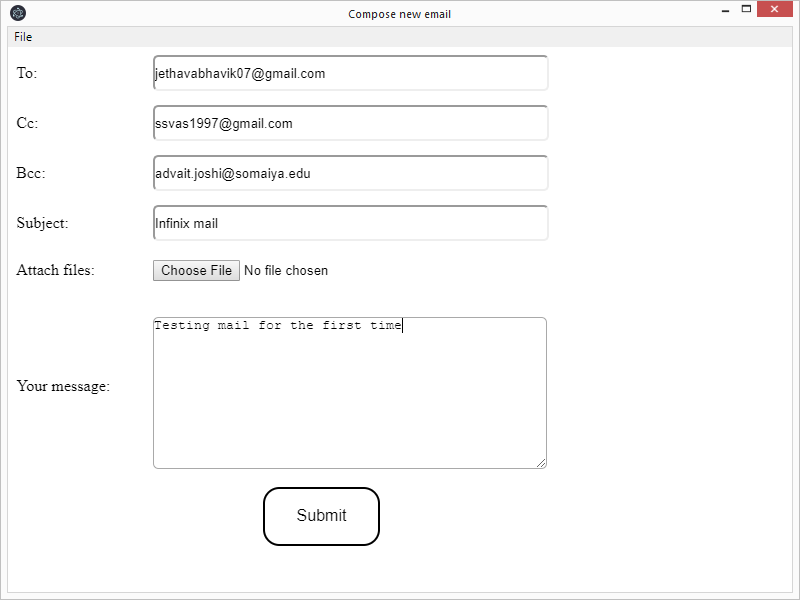 Compose new email
File
To: jethavabhavik07@gmail.com
Cc: ssvas1997@gmail.com
Bcc: advait.joshi@somaiya.edu
Subject: Infinix mail
Attach files: Choose File No file chosen
Testing mail for the first time
Your message:
Submit